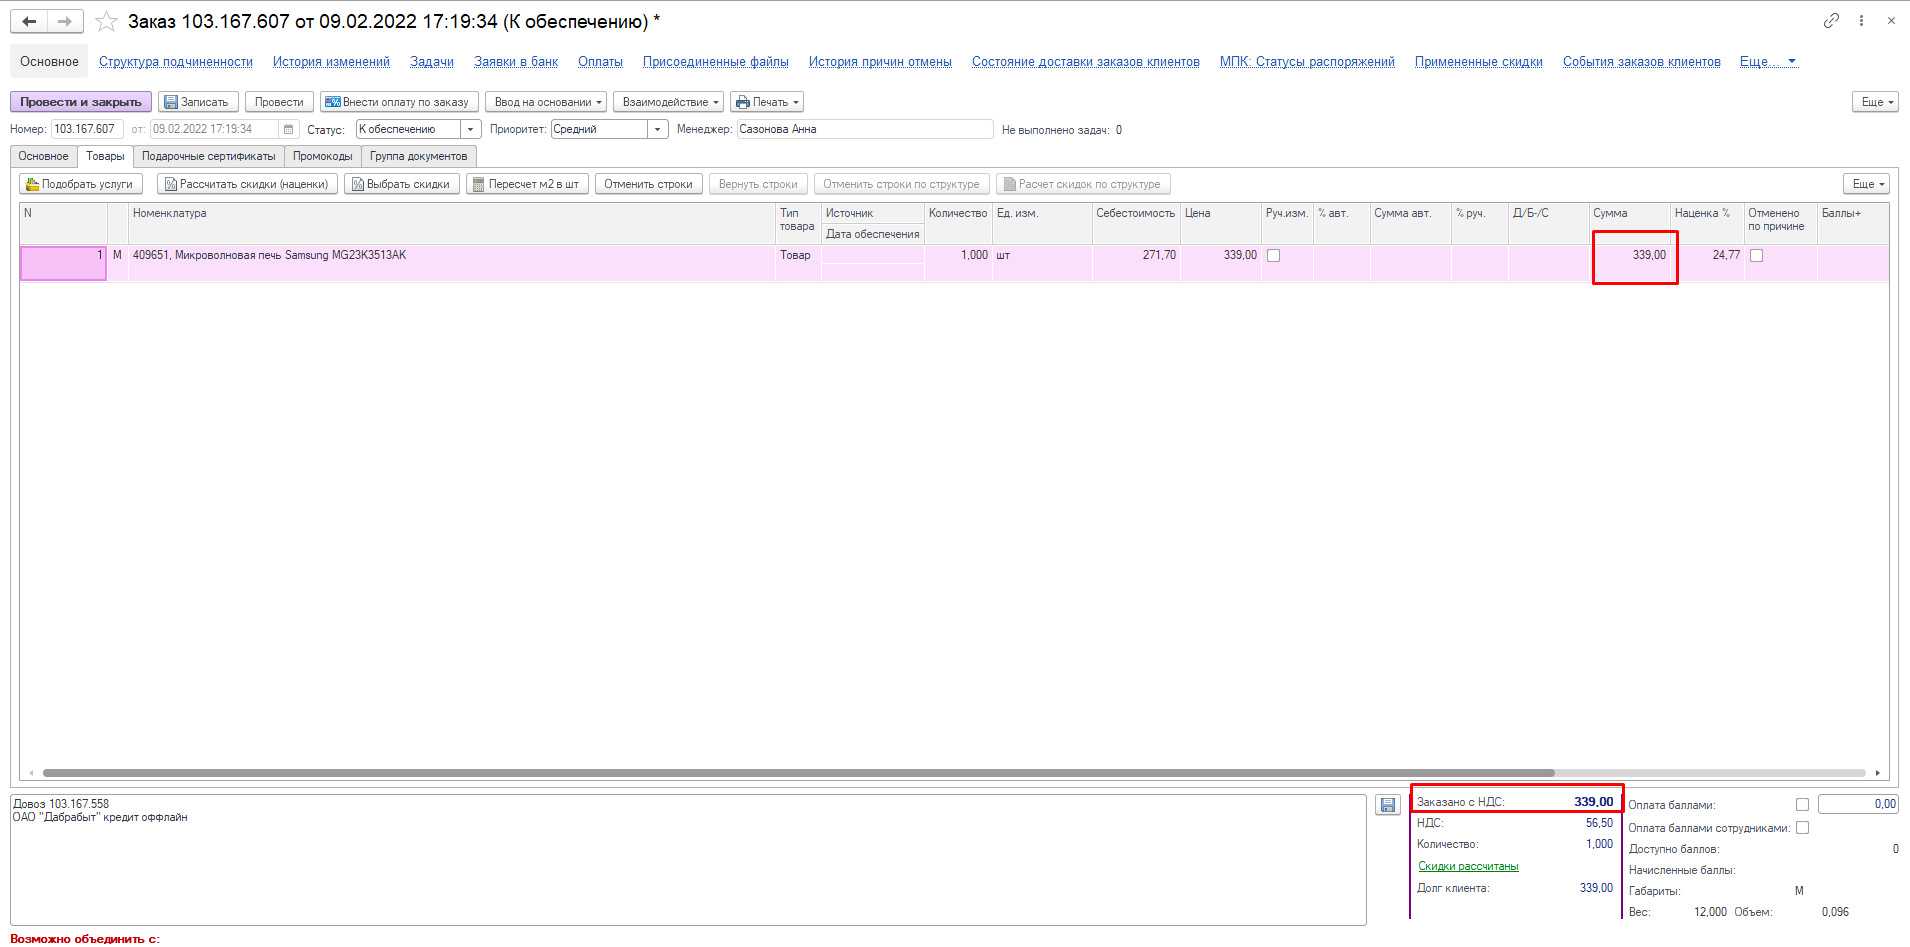 Заказ 103.167.607 от 09.02.2022 17:19:34 (К обеспечению) *
Основное Структура подчиненности История изменений Задачи Заявки в банк Оплаты Присоединенные файлы История причин отмены Состояние доставки заказов клиентов МПК: Статусы распоряжений Примененные скидки События заказов клиентов Еще...
Провести и закрыть Записать Провести Внести оплату по заказу Ввод на основании Взаимодействие Печать Еще
Номер: 103.167.607 от: 09.02.2022 17:19:34 Статус: К обеспечению Приоритет: Средний Менеджер: Сазонова Анна Не выполнено задач: 0
Основное Товары Подарочные сертификаты Промокоды Группа документов
Подобрать услуги Рассчитать скидки (наценки) Выбрать скидки Пересчет м2 в шт Отменить строки Вернуть строки Отменить строки по структуре Расчет скидок по структуре Еще
N Номенклатура Тип товара Источник Количество Ед. изм. Себестоимость Цена Руч.изм. % авт. Сумма авт. % руч. Д/Б-/С Сумма Наценка % Отменено по причине Баллы+
Дата обеспечения
1 М 409651, Микроволновая печь Samsung MG23K3513AK Товар 1,000 шт 271,70 339,00 339,00 24,77
Довоз 103.167.558
ОАО "Дабрабыт" кредит оффлайн
Заказано с НДС: 339,00
НДС: 56,50
Количество: 1,000
Скидки рассчитаны
Долг клиента: 339,00
Оплата баллами: 0,00
Оплата баллами сотрудниками:
Доступно баллов: 0
Начисленные баллы:
Габариты: М
Вес: 12,000 Объем: 0,096
Возможно объединить с: